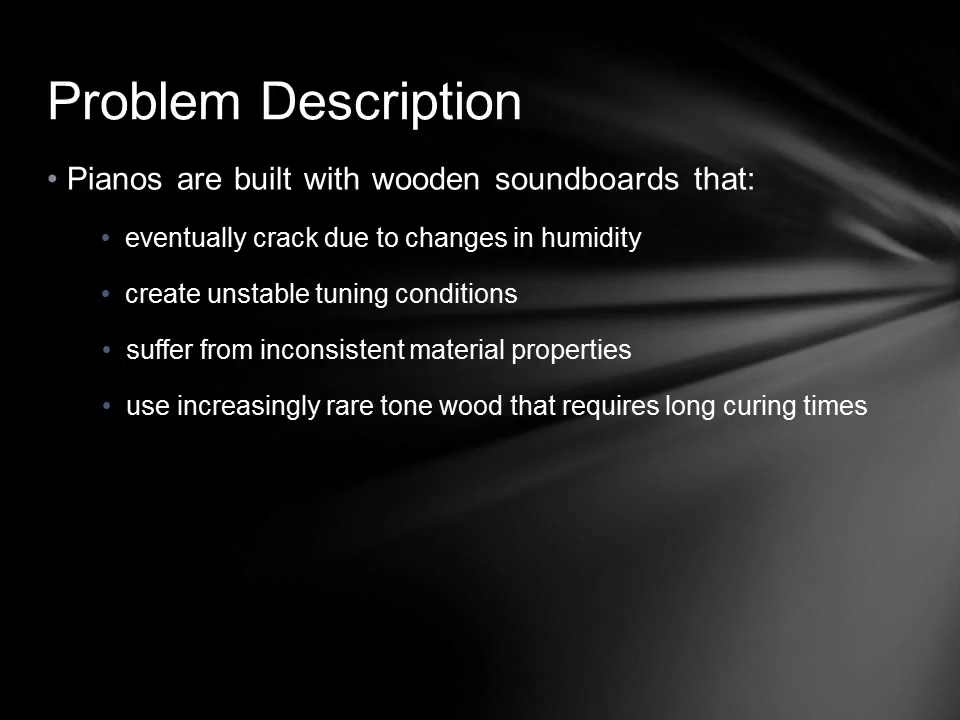 Problem Description
• Pianos are built with wooden soundboards that:
• eventually crack due to changes in humidity
• create unstable tuning conditions
• suffer from inconsistent material properties
• use increasingly rare tone wood that requires long curing times